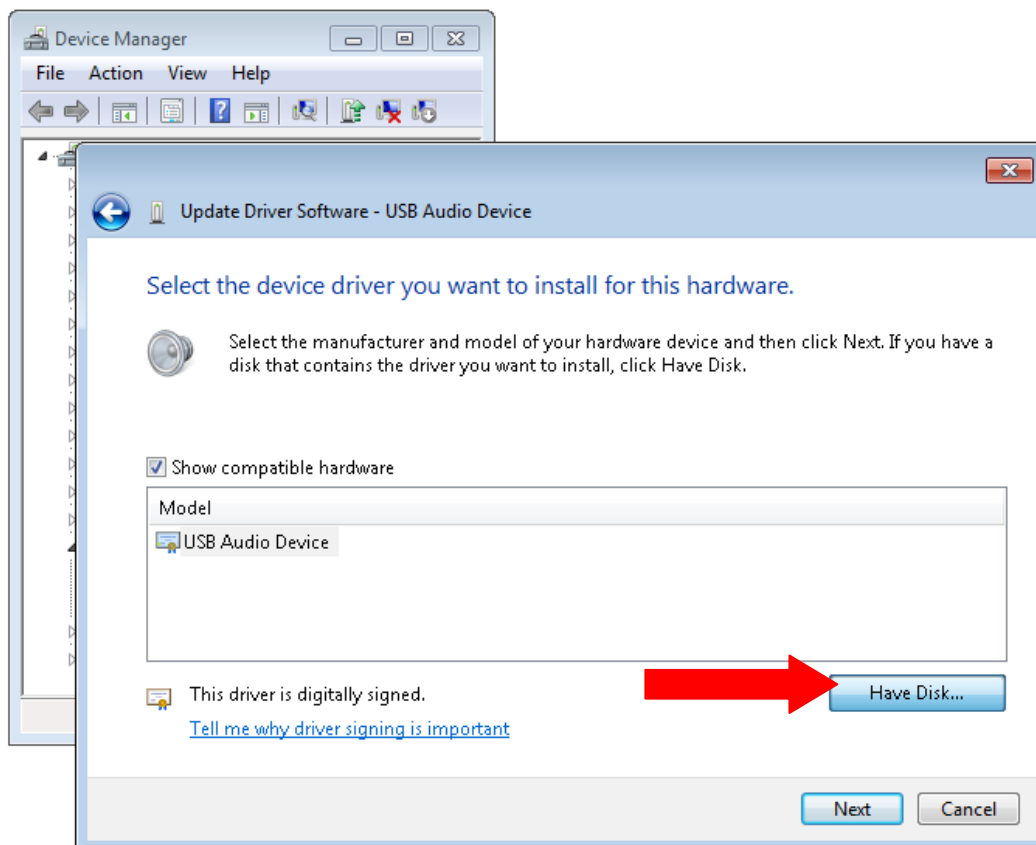 Device Manager
File Action View Help
Update Driver Software - USB Audio Device
Select the device driver you want to install for this hardware.
Select the manufacturer and model of your hardware device and then click Next. If you have a
disk that contains the driver you want to install, click Have Disk.
Show compatible hardware
Model
USB Audio Device
This driver is digitally signed.
Have Disk...
Tell me why driver signing is important
Next Cancel